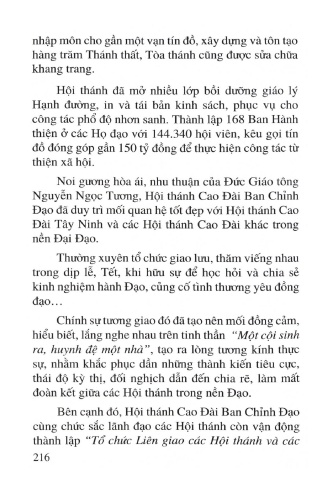 nhập môn cho gần một vạn tín đồ, xây dựng và tôn tạo
hàng trăm Thánh thất, Tòa thánh cũng được sửa chữa
khang trang.
Hội thánh đã mở nhiều lớp bồi dưỡng giáo lý
Hạnh đường, in và tái bản kinh sách, phục vụ cho
công tác phổ độ nhơn sanh. Thành lập 168 Ban Hành
thiện ở các Họ đạo với 144.340 hội viên, kêu gọi tín
đồ đóng góp gần 150 tỷ đồng để thực hiện công tác từ
thiện xã hội.
Noi gương hòa ái, nhu thuận của Đức Giáo tông
Nguyễn Ngọc Tương, Hội thánh Cao Đài Ban Chỉnh
Đạo đã duy trì mối quan hệ tốt đẹp với Hội thánh Cao
Đài Tây Ninh và các Hội thánh Cao Đài khác trong
nền Đại Đạo.
Thường xuyên tổ chức giao lưu, thăm viếng nhau
trong dịp lễ, Tết, khi hữu sự để học hỏi và chia sẻ
kinh nghiệm hành Đạo, củng cố tình thương yêu đồng
đạo…
Chính sự tương giao đó đã tạo nên mối đồng cảm,
hiểu biết, lắng nghe nhau trên tinh thần “Một cội sinh
ra, huynh đệ một nhà”, tạo ra lòng tương kính thực
sự, nhằm khắc phục dần những thành kiến tiêu cực,
thái độ kỳ thị, đối nghịch dẫn đến chia rẽ, làm mất
đoàn kết giữa các Hội thánh trong nền Đạo.
Bên cạnh đó, Hội thánh Cao Đài Ban Chỉnh Đạo
cùng chức sắc lãnh đạo các Hội thánh còn vận động
thành lập “Tổ chức Liên giao các Hội thánh và các
216